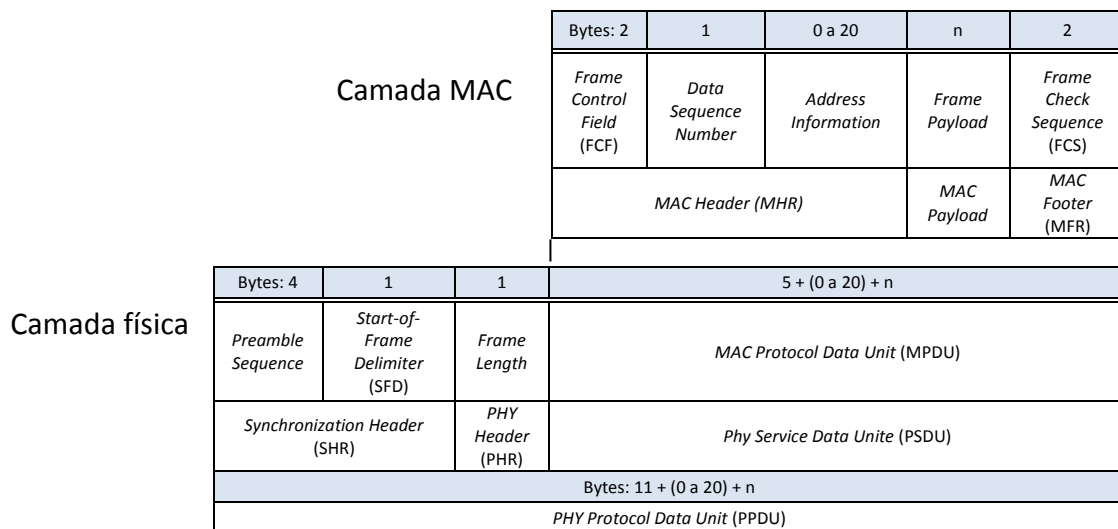 Camada MAC
Bytes: 2 1 0 a 20 n 2
Frame Control Field (FCF)
Data Sequence Number
Address Information
Frame Payload
Frame Check Sequence (FCS)
MAC Header (MHR)
MAC Payload
MAC Footer (MFR)
Camada física
Bytes: 4 1 1 5 + (0 a 20) + n
Preamble Sequence
Start-of-Frame Delimiter (SFD)
Frame Length
MAC Protocol Data Unit (MPDU)
Synchronization Header (SHR)
PHY Header (PHR)
Phy Service Data Unite (PSDU)
Bytes: 11 + (0 a 20) + n
PHY Protocol Data Unit (PPDU)